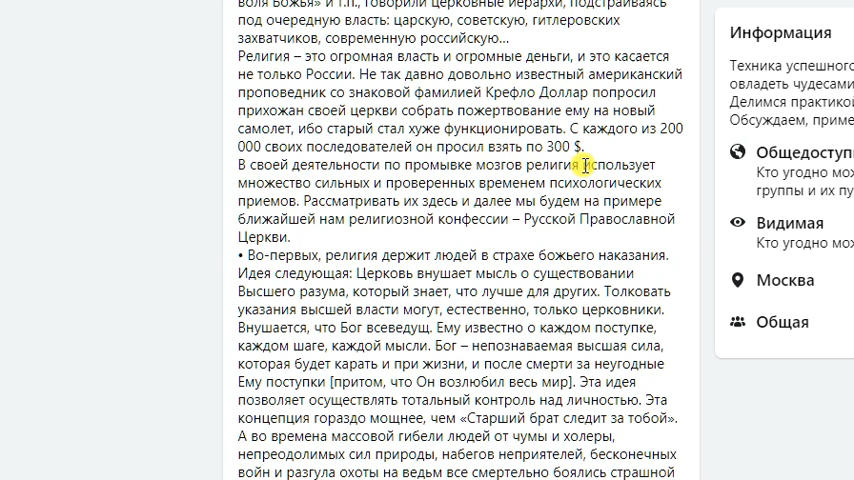 воля Божья» и т.п., говорили церковные иерархи, подстраиваясь
под очередную власть: царскую, советскую, гитлеровских
захватчиков, современную российскую...
Религия – это огромная власть и огромные деньги, и это касается
не только России. Не так давно довольно известный американский
проповедник со знаковой фамилией Крефло Доллар попросил
прихожан своей церкви собрать пожертвование ему на новый
самолет, ибо старый стал хуже функционировать. С каждого из 200
000 своих последователей он просил взять по 300 $.
В своей деятельности по промывке мозгов религия использует
множество сильных и проверенных временем психологических
приемов. Рассматривать их здесь и далее мы будем на примере
ближайшей нам религиозной конфессии – Русской Православной
Церкви.
• Во-первых, религия держит людей в страхе божьего наказания.
Идея следующая: Церковь внушает мысль о существовании
Высшего разума, который знает, что лучше для других. Толковать
указания высшей власти могут, естественно, только церковники.
Внушается, что Бог всеведущ. Ему известно о каждом поступке,
каждом шаге, каждой мысли. Бог – непознаваемая высшая сила,
которая будет карать и при жизни, и после смерти за неугодные
Ему поступки [притом, что Он возлюбил весь мир]. Эта идея
позволяет осуществлять тотальный контроль над личностью. Эта
концепция гораздо мощнее, чем «Старший брат следит за тобой».
А во времена массовой гибели людей от чумы и холеры,
непреодолимых сил природы, набегов неприятелей, бесконечных
войн и разгула охоты на ведьм все смертельно боялись страшной
Информация
Техника успешного
овладеть чудесами
Делимся практикой
Обсуждаем, приме
Общедоступн
Кто угодно мож
группы и их пу
Видимая
Кто угодно мож
Москва
Общая